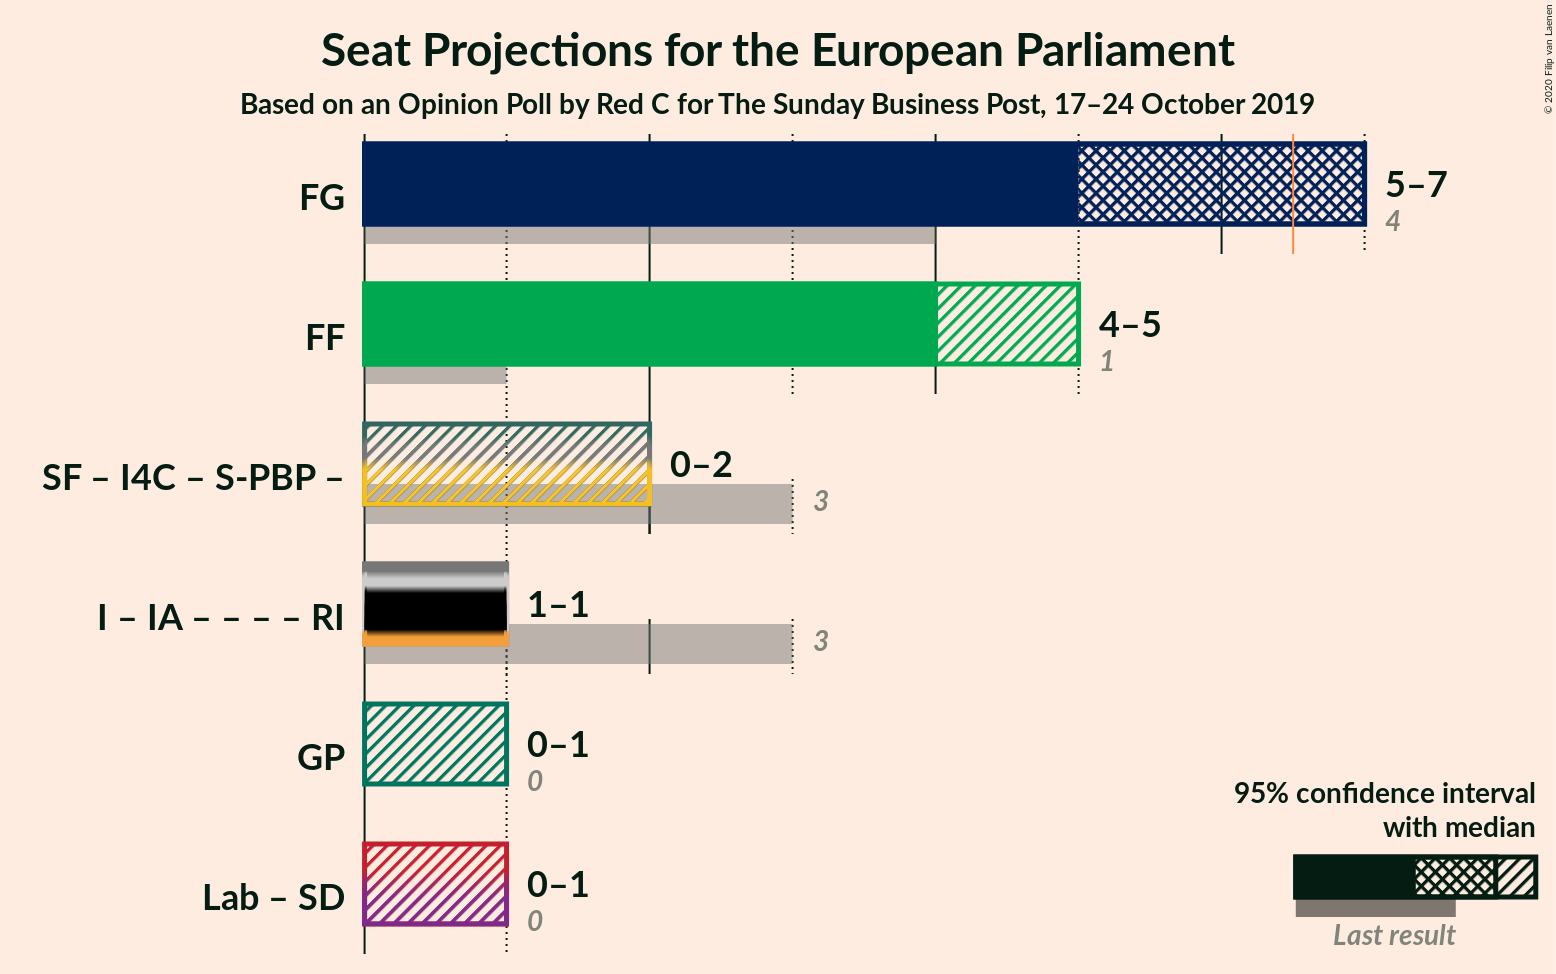 Seat Projections for the European Parliament
Based on an Opinion Poll by Red C for The Sunday Business Post, 17–24 October 2019
© 2020 Filip van Laenen
FG
5–7
4
FF
4–5
1
SF – I4C – S-PBP –
0–2
3
I – IA – – – – RI
1–1
3
GP
0–1
0
Lab – SD
0–1
0
95% confidence interval
with median
Last result